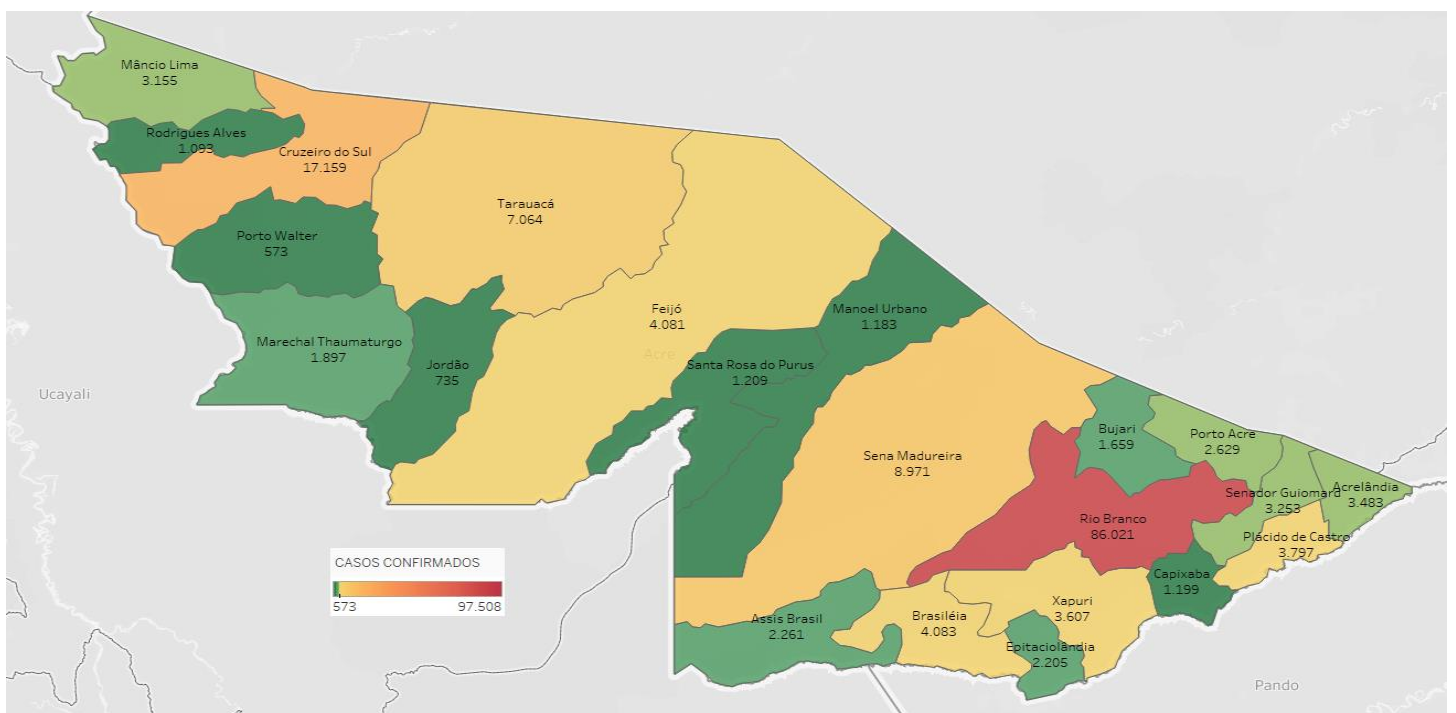 Mâncio Lima
3.155
Rodrigues Alves
1.093
Cruzeiro do Sul
17.159
Tarauacá
7.064
Porto Walter
573
Feijó
4.081
Acre
Manoel Urbano
1.183
Marechal Thaumaturgo
1.897
Jordão
735
Santa Rosa do Purus
1.209
Ucayali
Sena Madureira
8.971
Bujari
1.659
Porto Acre
2.629
Senador Guiomard
3.253
Acrelândia
3.483
Rio Branco
86.021
Plácido de Castro
3.797
CASOS CONFIRMADOS
573
97.508
Capixaba
1.199
Assis Brasil
2.261
Brasiléia
4.083
Xapuri
3.607
Epitaciolândia
2.205
Pando